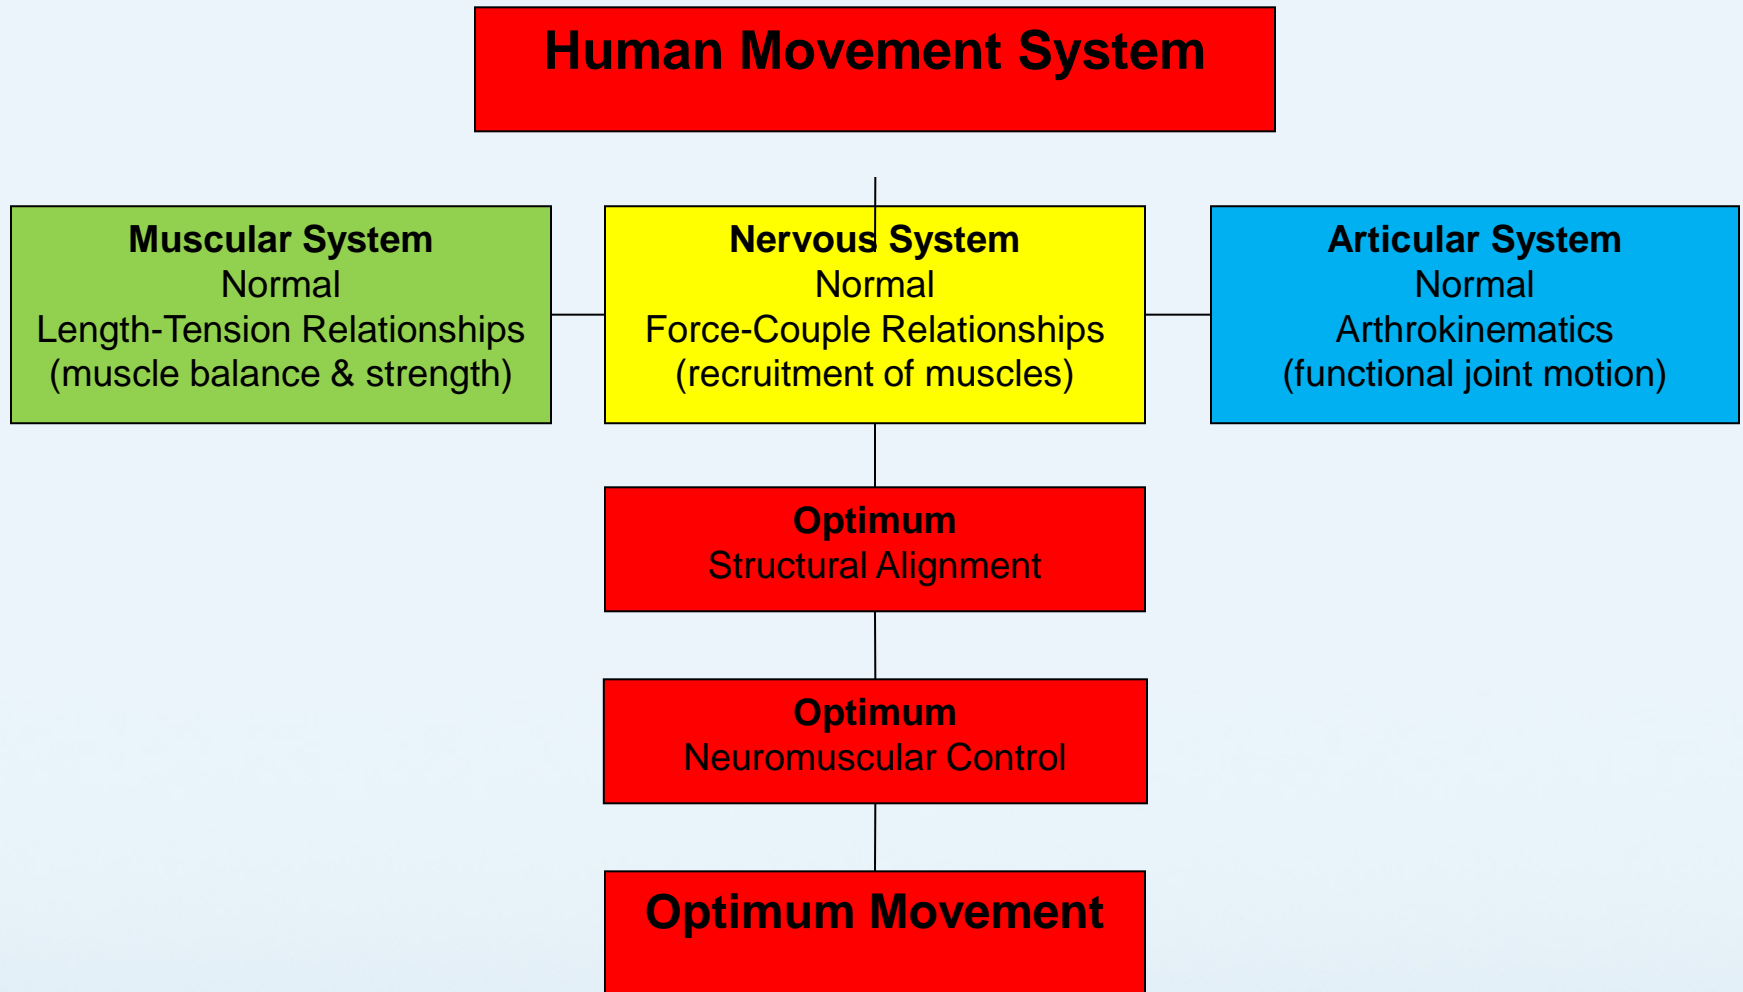 Human Movement System
Muscular System
Normal
Length-Tension Relationships
(muscle balance & strength)
Nervous System
Normal
Force-Couple Relationships
(recruitment of muscles)
Articular System
Normal
Arthrokinematics
(functional joint motion)
Optimum
Structural Alignment
Optimum
Neuromuscular Control
Optimum Movement